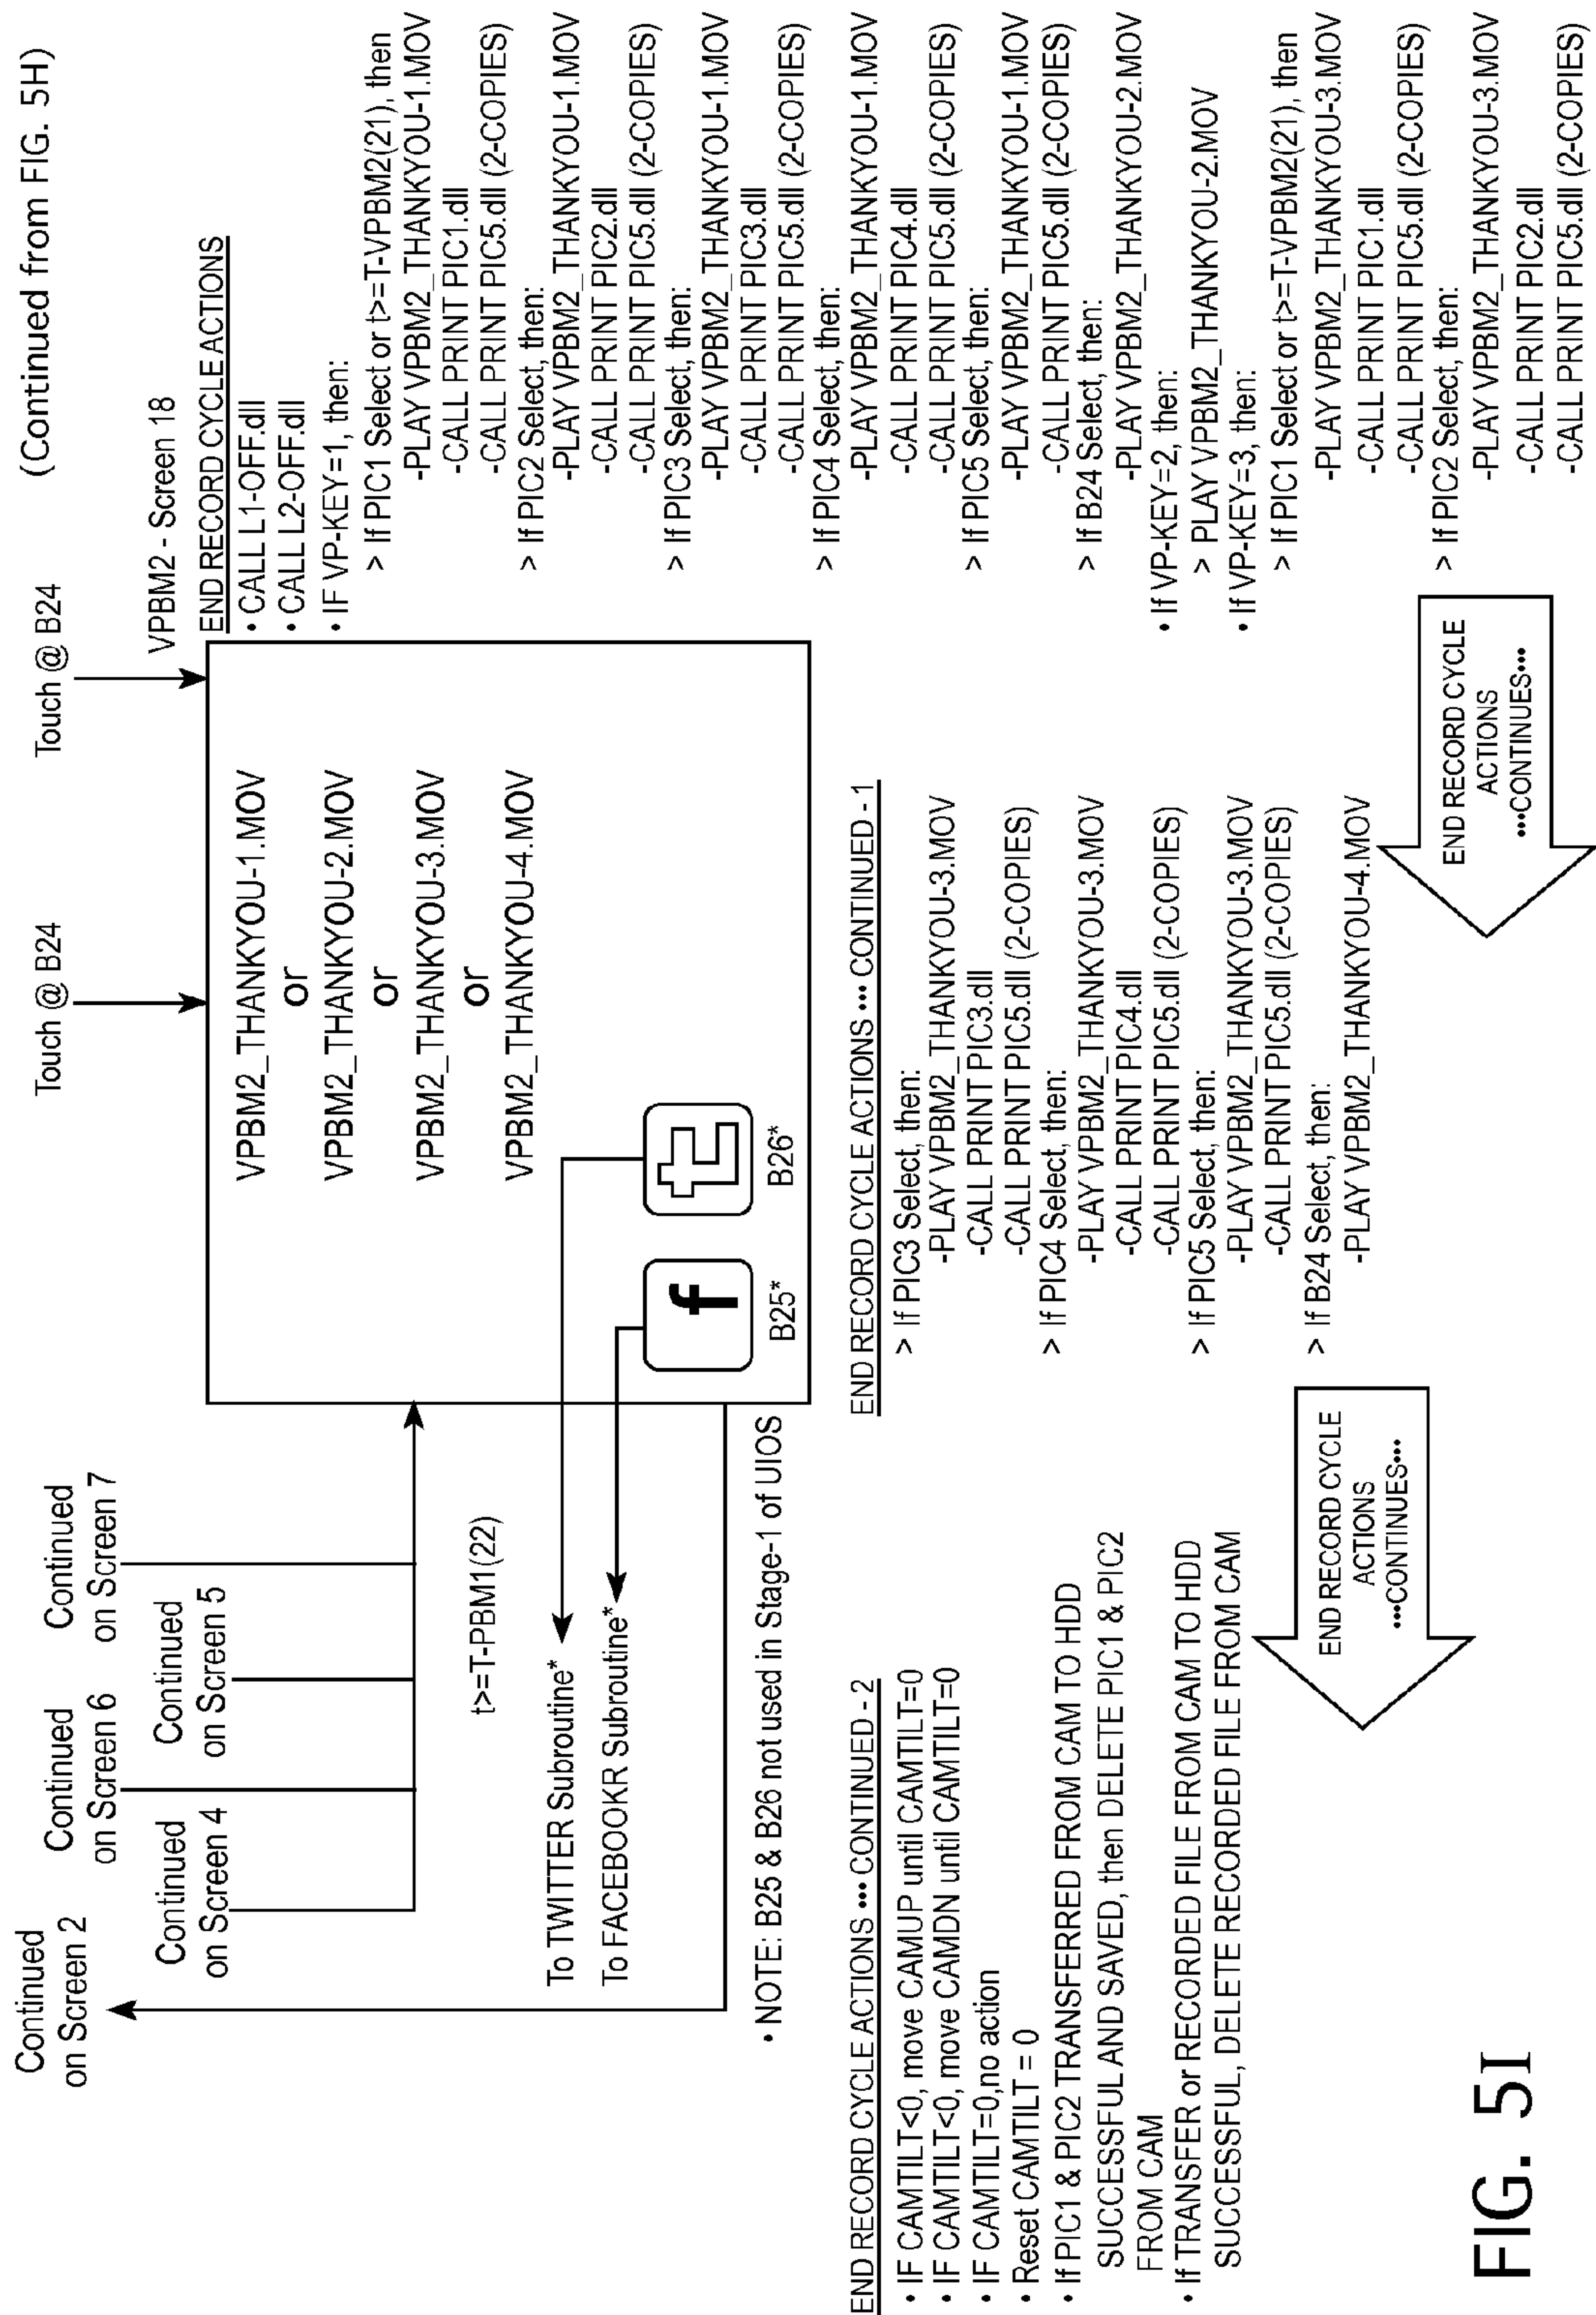 (Continued from FIG. 5H)
Continued
on Screen 2
Continued
on Screen 4
Continued
on Screen 6
Continued
on Screen 5
Continued
on Screen 7
Touch @ B24
Touch @ B24
t>=T-PBM1(22)
To TWITTER Subroutine*
To FACEBOOKR Subroutine*
VPBM2 - Screen 18
VPBM2_THANKYOU-1.MOV
or
VPBM2_THANKYOU-2.MOV
or
VPBM2_THANKYOU-3.MOV
or
VPBM2_THANKYOU-4.MOV
f
t
B25*
B26*
• NOTE: B25 & B26 not used in Stage-1 of UIOS
END RECORD CYCLE ACTIONS
• CALL L1-OFF.dll
• CALL L2-OFF.dll
• IF VP-KEY=1, then:
> If PIC1 Select or t>=T-VPBM2(21), then
-PLAY VPBM2_THANKYOU-1.MOV
-CALL PRINT PIC1.dll
-CALL PRINT PIC5.dll (2-COPIES)
> If PIC2 Select, then:
-PLAY VPBM2_THANKYOU-1.MOV
-CALL PRINT PIC2.dll
-CALL PRINT PIC5.dll (2-COPIES)
> If PIC3 Select, then:
-PLAY VPBM2_THANKYOU-1.MOV
-CALL PRINT PIC3.dll
-CALL PRINT PIC5.dll (2-COPIES)
> If PIC4 Select, then:
-PLAY VPBM2_THANKYOU-1.MOV
-CALL PRINT PIC4.dll
-CALL PRINT PIC5.dll (2-COPIES)
> If PIC5 Select, then:
-PLAY VPBM2_THANKYOU-1.MOV
-CALL PRINT PIC5.dll (2-COPIES)
> If B24 Select, then:
-PLAY VPBM2_THANKYOU-2.MOV
• If VP-KEY=2, then:
> PLAY VPBM2_THANKYOU-2.MOV
• If VP-KEY=3, then:
> If PIC1 Select or t>=T-VPBM2(21), then
-PLAY VPBM2_THANKYOU-3.MOV
-CALL PRINT PIC1.dll
-CALL PRINT PIC5.dll (2-COPIES)
> If PIC2 Select, then:
-PLAY VPBM2_THANKYOU-3.MOV
-CALL PRINT PIC2.dll
-CALL PRINT PIC5.dll (2-COPIES)
END RECORD CYCLE
ACTIONS
•••CONTINUES•••
END RECORD CYCLE ACTIONS ••• CONTINUED - 1
> If PIC3 Select, then:
-PLAY VPBM2_THANKYOU-3.MOV
-CALL PRINT PIC3.dll
-CALL PRINT PIC5.dll (2-COPIES)
> If PIC4 Select, then:
-PLAY VPBM2_THANKYOU-3.MOV
-CALL PRINT PIC4.dll
-CALL PRINT PIC5.dll (2-COPIES)
> If PIC5 Select, then:
-PLAY VPBM2_THANKYOU-3.MOV
-CALL PRINT PIC5.dll (2-COPIES)
> If B24 Select, then:
-PLAY VPBM2_THANKYOU-4.MOV
END RECORD CYCLE
ACTIONS
•••CONTINUES•••
END RECORD CYCLE ACTIONS ••• CONTINUED - 2
• IF CAMTILT<0, move CAMUP until CAMTILT=0
• IF CAMTILT<0, move CAMDN until CAMTILT=0
• IF CAMTILT=0,no action
• Reset CAMTILT = 0
• If PIC1 & PIC2 TRANSFERRED FROM CAM TO HDD
SUCCESSFUL AND SAVED, then DELETE PIC1 & PIC2
FROM CAM
• If TRANSFER or RECORDED FILE FROM CAM TO HDD
SUCCESSFUL, DELETE RECORDED FILE FROM CAM
FIG. 5I